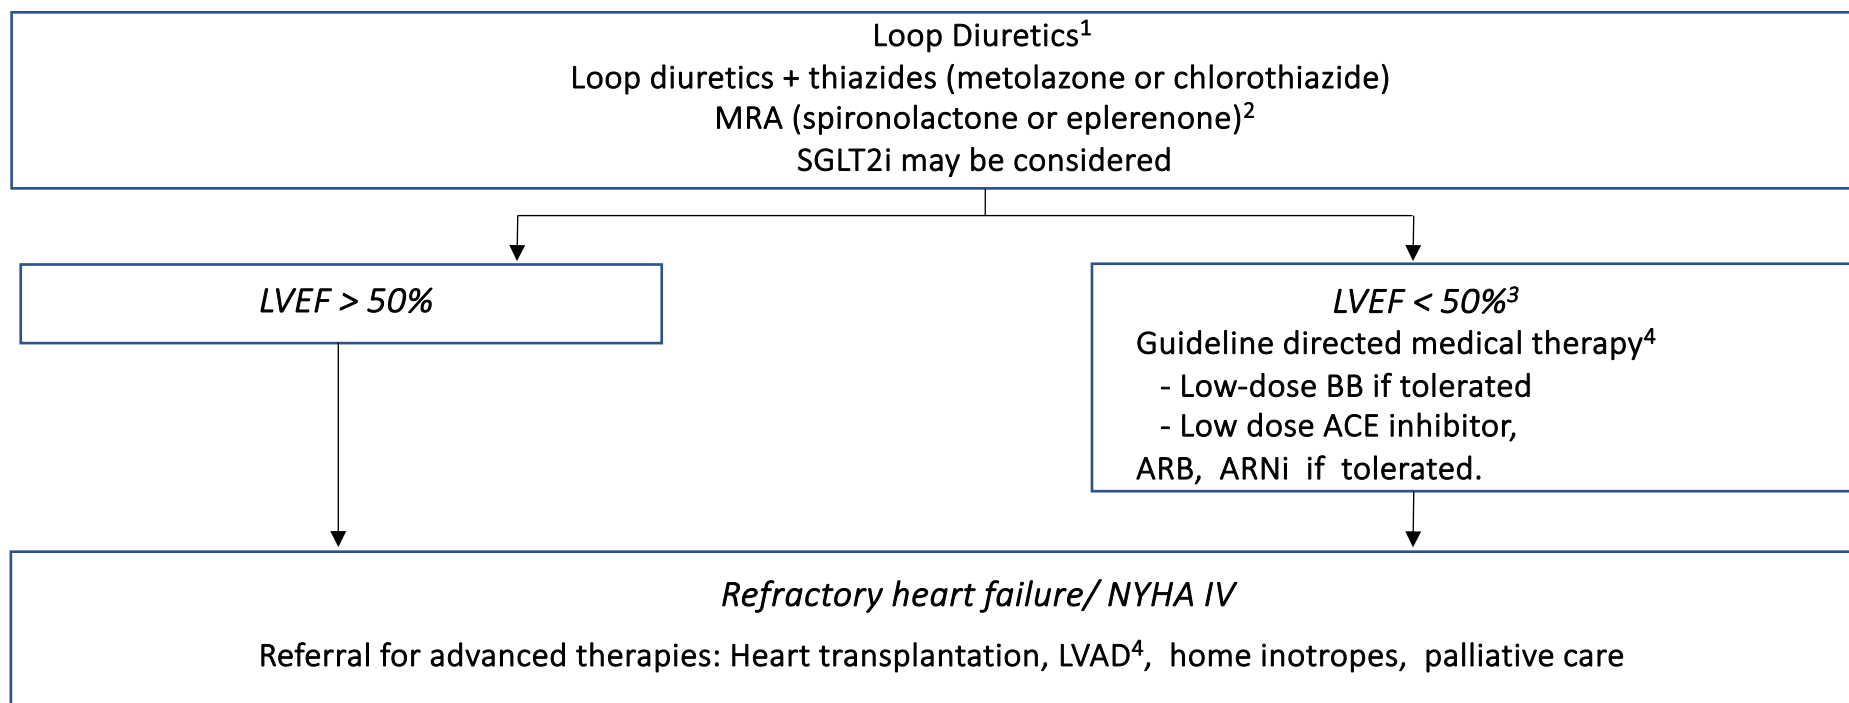 Loop Diuretics¹
Loop diuretics + thiazides (metolazone or chlorothiazide)
MRA (spironolactone or eplerenone)²
SGLT2i may be considered
LVEF > 50%
LVEF < 50%³
Guideline directed medical therapy⁴
- Low-dose BB if tolerated
- Low dose ACE inhibitor,
ARB, ARNi if tolerated.
Refractory heart failure/ NYHA IV
Referral for advanced therapies: Heart transplantation, LVAD⁴, home inotropes, palliative care